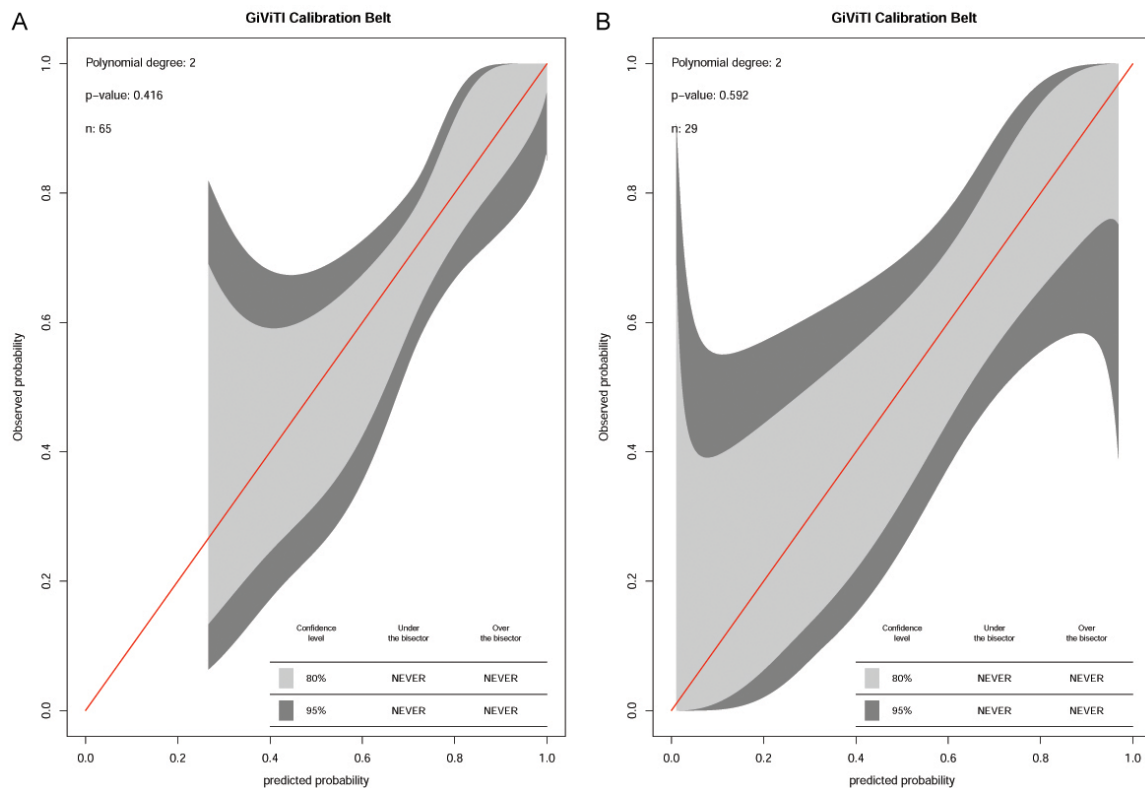 A
GiViTI Calibration Belt
Polynomial degree: 2
p-value: 0.416
n: 65
1.0
0.8
0.6
0.4
0.2
0.0
Observed probability
Confidence level Under the bisector Over the bisector
80% NEVER NEVER
95% NEVER NEVER
0.0 0.2 0.4 0.6 0.8 1.0
predicted probability
B
GiViTI Calibration Belt
Polynomial degree: 2
p-value: 0.592
n: 29
1.0
0.8
0.6
0.4
0.2
0.0
Observed probability
Confidence level Under the bisector Over the bisector
80% NEVER NEVER
95% NEVER NEVER
0.0 0.2 0.4 0.6 0.8 1.0
predicted probability